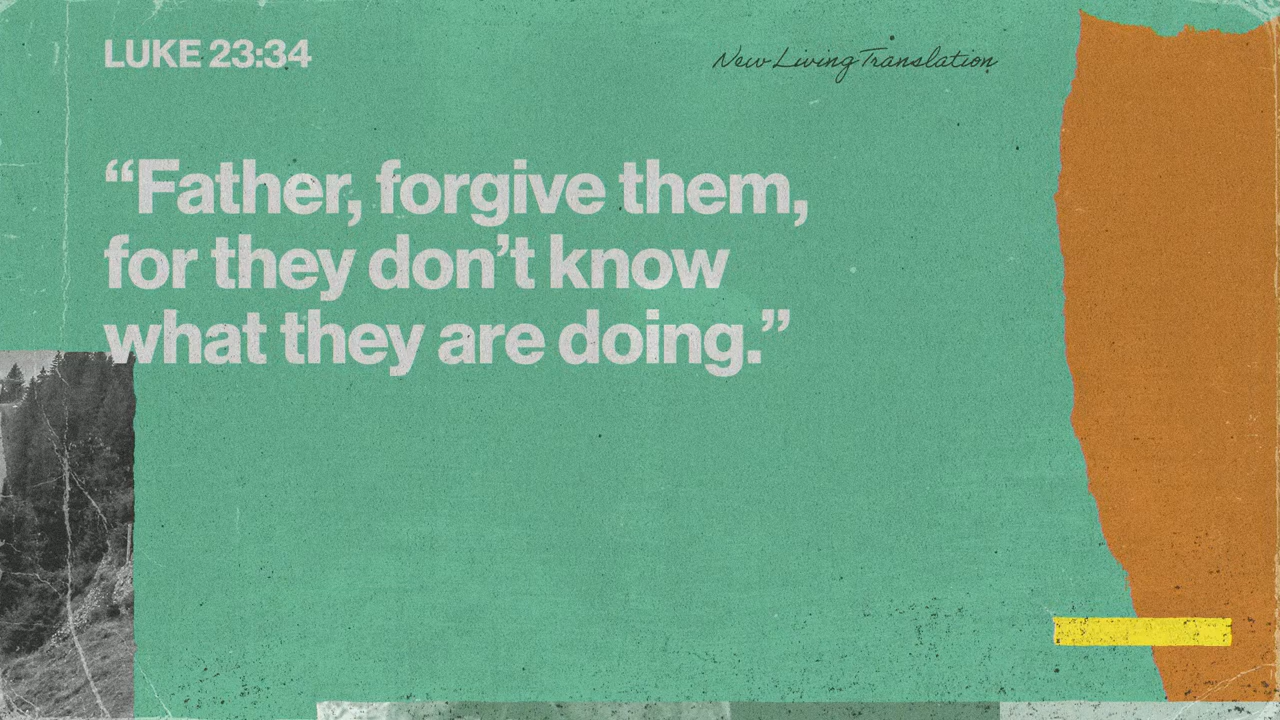 LUKE 23:34
New Living Translation
“Father, forgive them,
for they don’t know
what they are doing.”